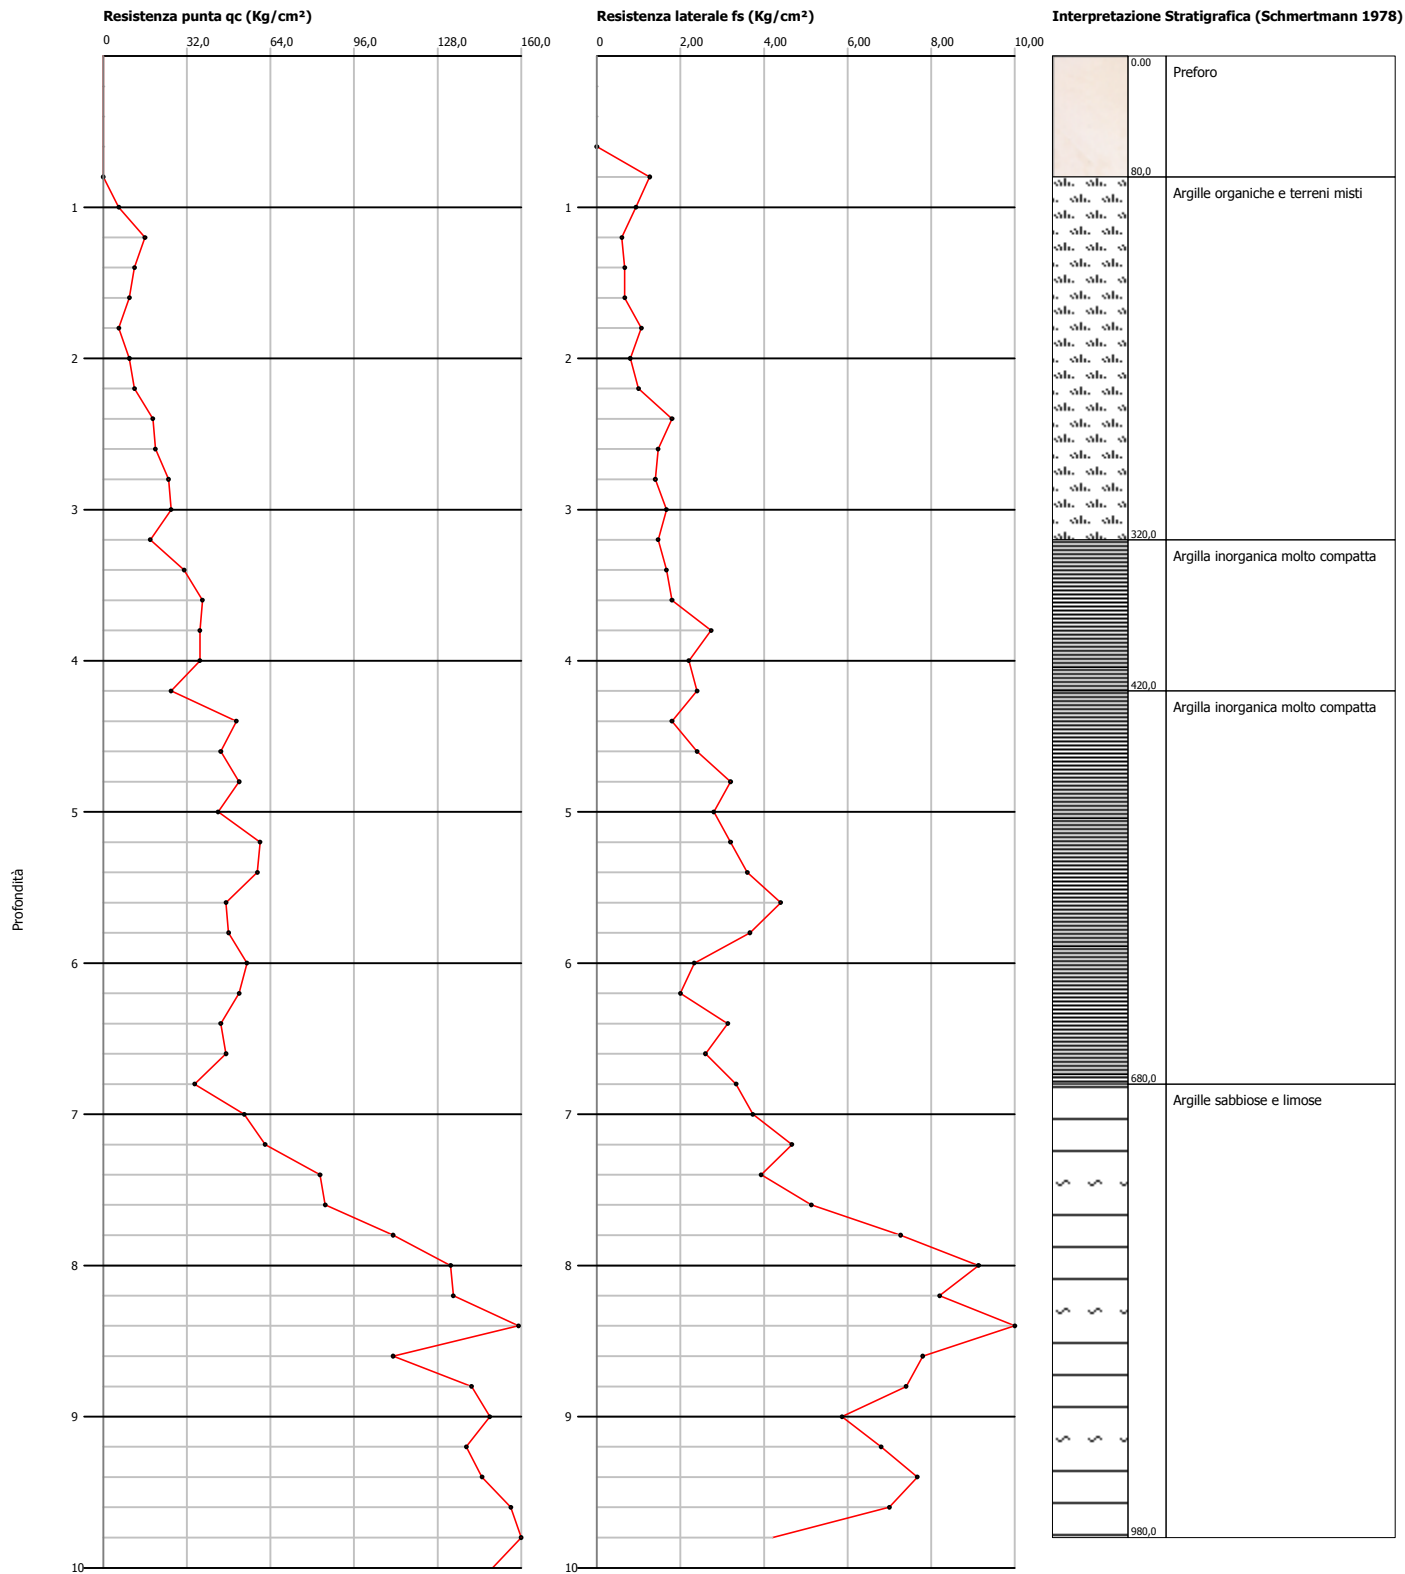 Resistenza punta qc (Kg/cm²)
0 32,0 64,0 96,0 128,0 160,0
1
2
3
4
5
6
7
8
9
10
Profondità
Resistenza laterale fs (Kg/cm²)
0 2,00 4,00 6,00 8,00 10,00
1
2
3
4
5
6
7
8
9
10
Interpretazione Stratigrafica (Schmertmann 1978)
0.00
Preforo
80,0
Argille organiche e terreni misti
320,0
Argilla inorganica molto compatta
420,0
Argilla inorganica molto compatta
680,0
Argille sabbiose e limose
980,0